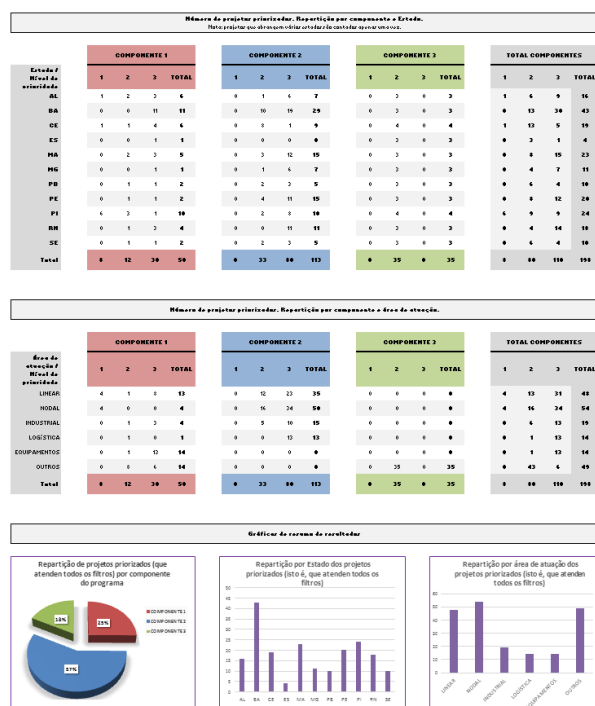 Número de projetos priorizados. Repartição por componente e Estado.
Nota: projetos que abrangem vários estados são contados apenas uma vez.
COMPONENTE 1 COMPONENTE 2 COMPONENTE 3 TOTAL COMPONENTES
Estado /
Nível de
prioridade
1 2 3 TOTAL 1 2 3 TOTAL 1 2 3 TOTAL 1 2 3 TOTAL
AL 1 2 3 6 0 1 6 7 0 3 0 3 1 6 9 16
BA 0 0 11 11 0 10 19 29 0 3 0 3 0 13 30 43
CE 1 1 4 6 0 8 1 9 0 4 0 4 1 13 5 19
ES 0 0 1 1 0 0 0 0 0 3 0 3 0 3 1 4
MA 0 2 3 5 0 3 12 15 0 3 0 3 0 8 15 23
MG 0 0 1 1 0 1 6 7 0 3 0 3 0 4 7 11
PB 0 1 1 2 0 2 3 5 0 3 0 3 0 6 4 10
PE 0 1 1 2 0 4 11 15 0 3 0 3 0 8 12 20
PI 6 3 1 10 0 2 8 10 0 4 0 4 6 9 9 24
RN 0 1 3 4 0 0 11 11 0 3 0 3 0 4 14 18
SE 0 1 1 2 0 2 3 5 0 3 0 3 0 6 4 10
Total 8 12 30 50 0 33 80 113 0 35 0 35 8 80 110 198
Número de projetos priorizados. Repartição por componente e área de atuação.
COMPONENTE 1 COMPONENTE 2 COMPONENTE 3 TOTAL COMPONENTES
Área de
atuação /
Nível de
prioridade
1 2 3 TOTAL 1 2 3 TOTAL 1 2 3 TOTAL 1 2 3 TOTAL
LINEAR 4 1 8 13 0 12 23 35 0 0 0 0 4 13 31 48
NODAL 4 0 0 4 0 16 34 50 0 0 0 0 4 16 34 54
INDUSTRIAL 0 1 3 4 0 5 10 15 0 0 0 0 0 6 13 19
LOGÍSTICA 0 1 0 1 0 0 13 13 0 0 0 0 0 1 13 14
EQUIPAMENTOS 0 1 13 14 0 0 0 0 0 0 0 0 0 1 13 14
OUTROS 0 8 6 14 0 0 0 0 0 35 0 35 0 43 6 49
Total 8 12 30 50 0 33 80 113 0 35 0 35 8 80 110 198
Gráficos de resumo de resultados
Repartição de projetos priorizados (que
atenden todos os filtros) por componente
do programa
18%
25%
57%
COMPONENTE 1
COMPONENTE 2
COMPONENTE 3
Repartição por Estado dos projetos
priorizados (isto é, que atenden todos os
filtros)
50
45
40
35
30
25
20
15
10
5
0
AL BA CE ES MA MG PB PE PI RN SE
Repartição por área de atuação dos
projetos priorizados (isto é, que atenden
todos os filtros)
60
50
40
30
20
10
0
LINEAR NODAL INDUSTRIAL LOGÍSTICA EQUIPAMENTOS OUTROS